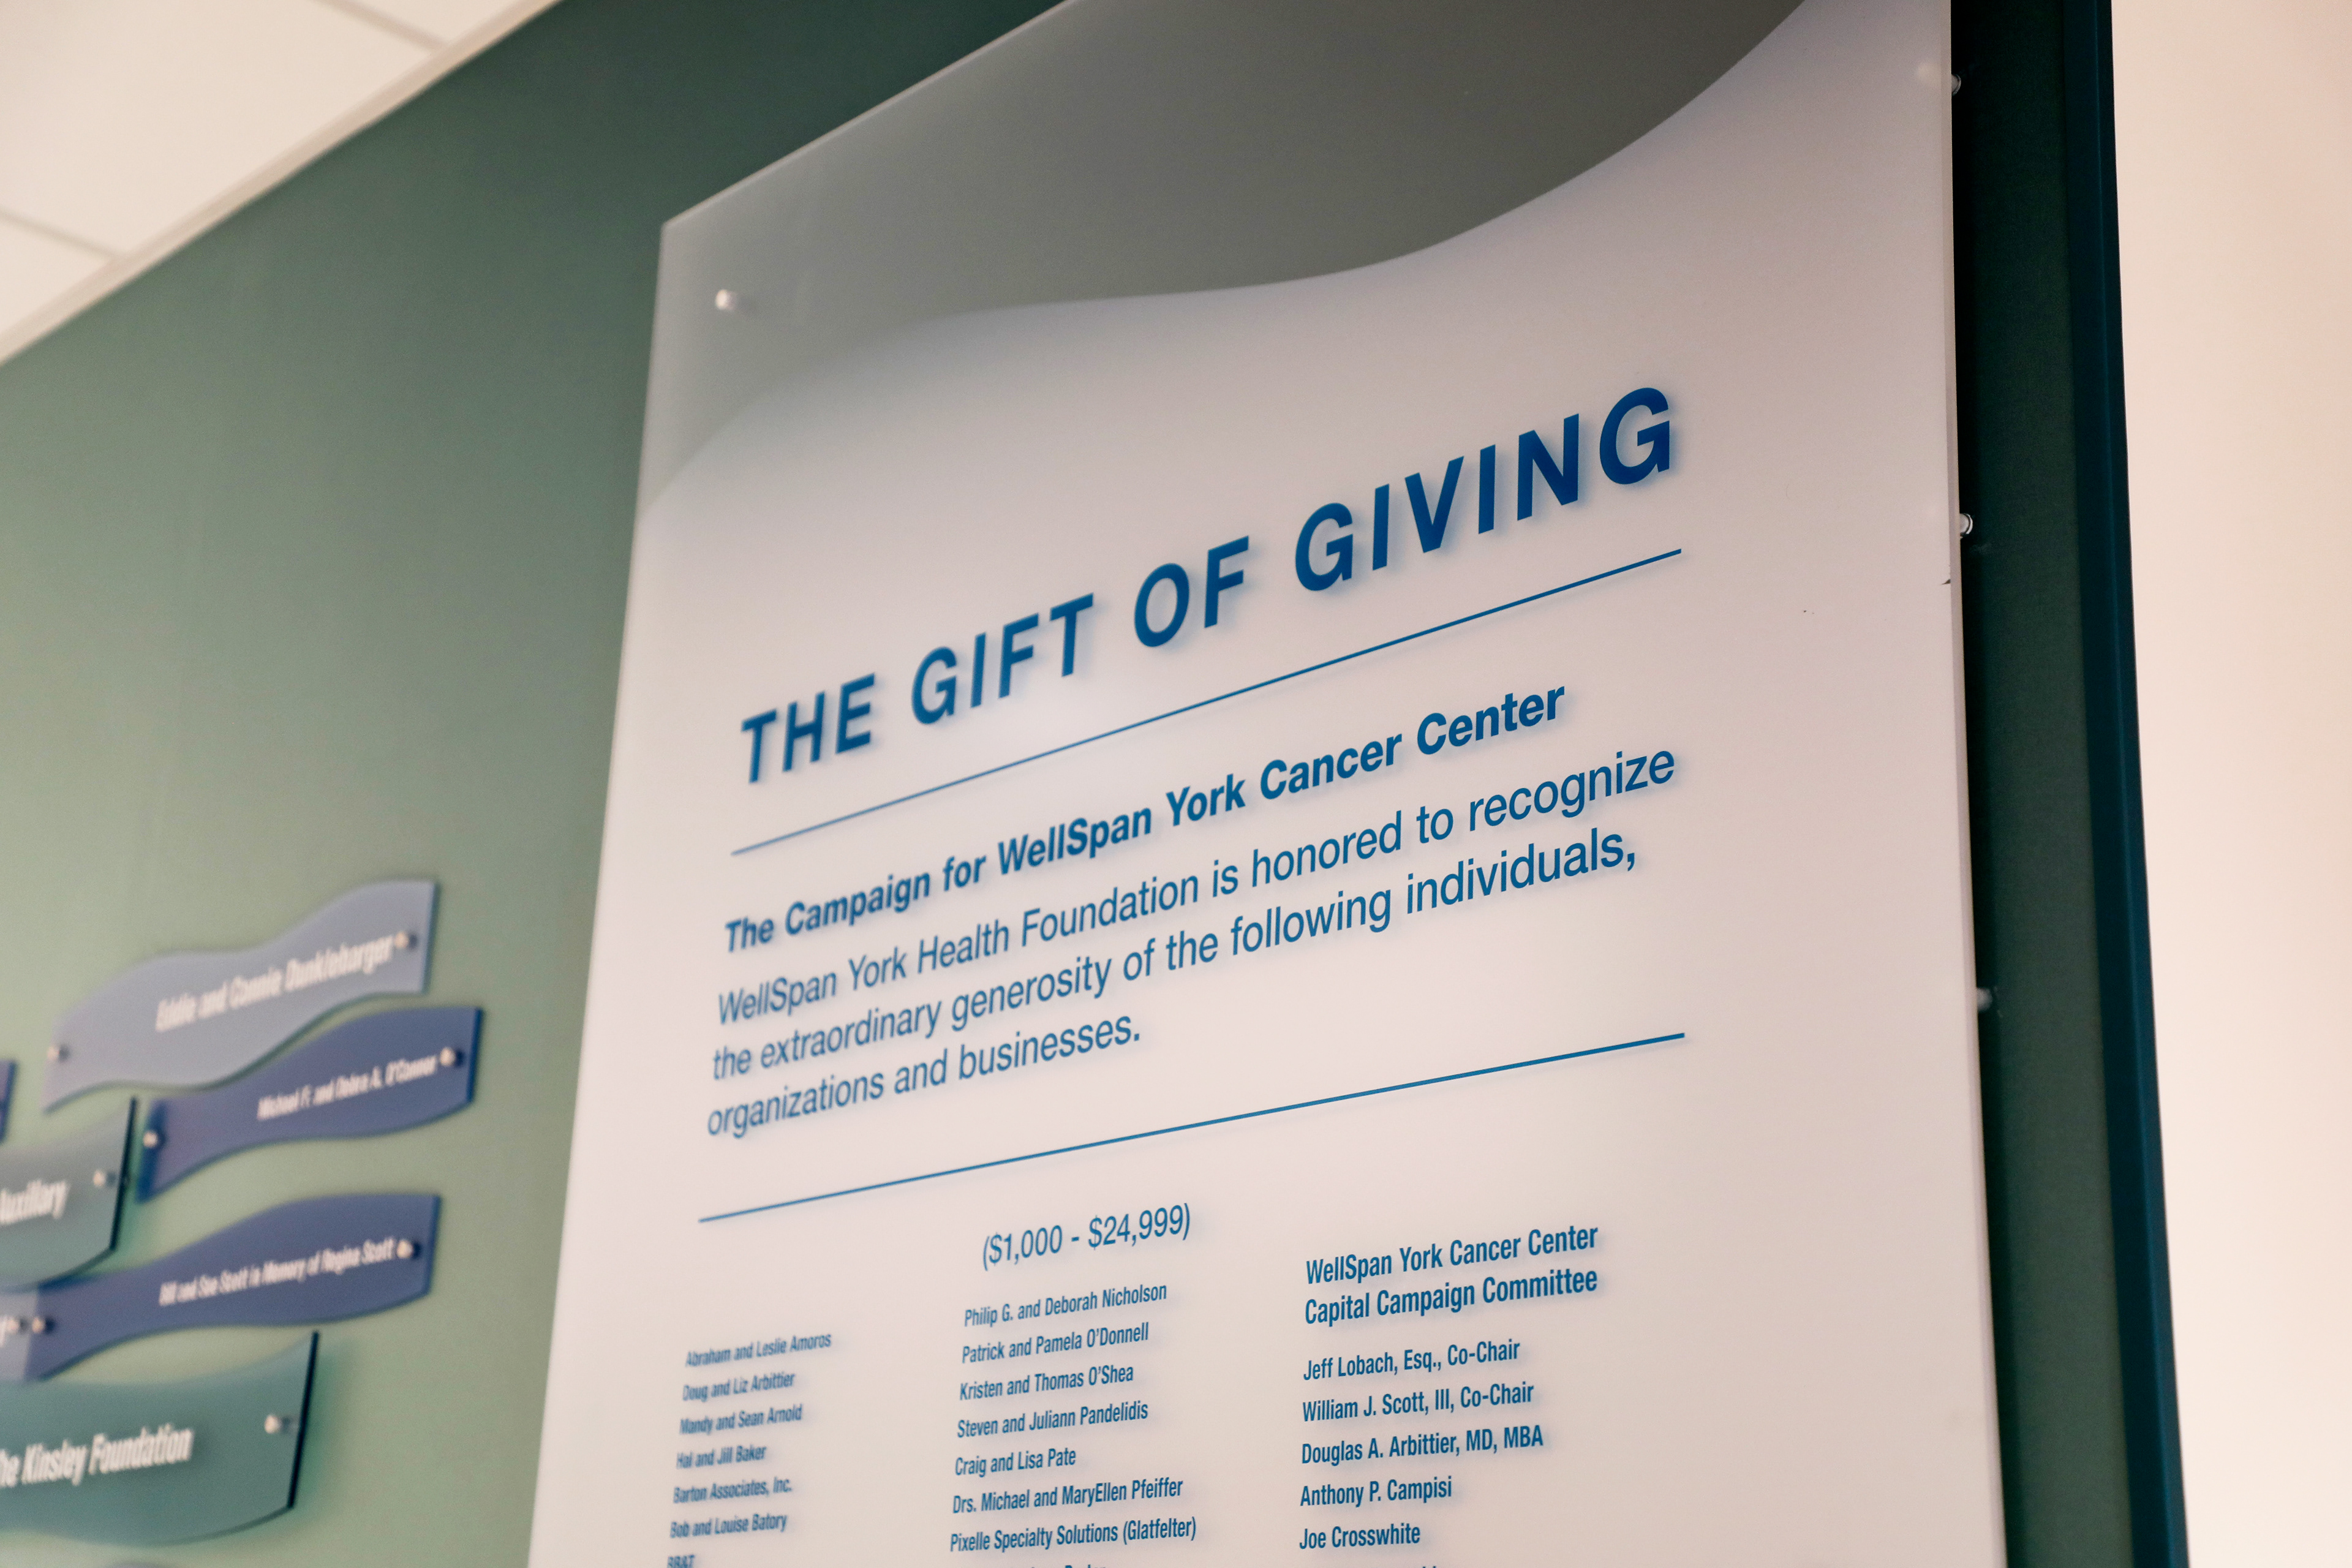 THE GIFT OF GIVING
The Campaign for WellSpan York Cancer Center
WellSpan York Health Foundation is honored to recognize
the extraordinary generosity of the following individuals,
organizations and businesses.
($1,000 - $24,999)
Abraham and Leslie Amoros
Doug and Liz Arbittier
Mandy and Sean Arnold
Hal and Jill Baker
Barton Associates, Inc.
Bob and Louise Batory
BB&T
Philip G. and Deborah Nicholson
Patrick and Pamela O'Donnell
Kristen and Thomas O'Shea
Steven and Juliann Pandelidis
Craig and Lisa Pate
Drs. Michael and MaryEllen Pfeiffer
Pixelle Specialty Solutions (Glatfelter)
WellSpan York Cancer Center
Capital Campaign Committee
Jeff Lobach, Esq., Co-Chair
William J. Scott, III, Co-Chair
Douglas A. Arbittier, MD, MBA
Anthony P. Campisi
Joe Crosswhite
Eddie and Connie Dunklebarger
Michael F. and Debra A. O'Connor
Auxiliary
Bill and Sue Scott in Memory of Regina Scott
Kinsley Foundation